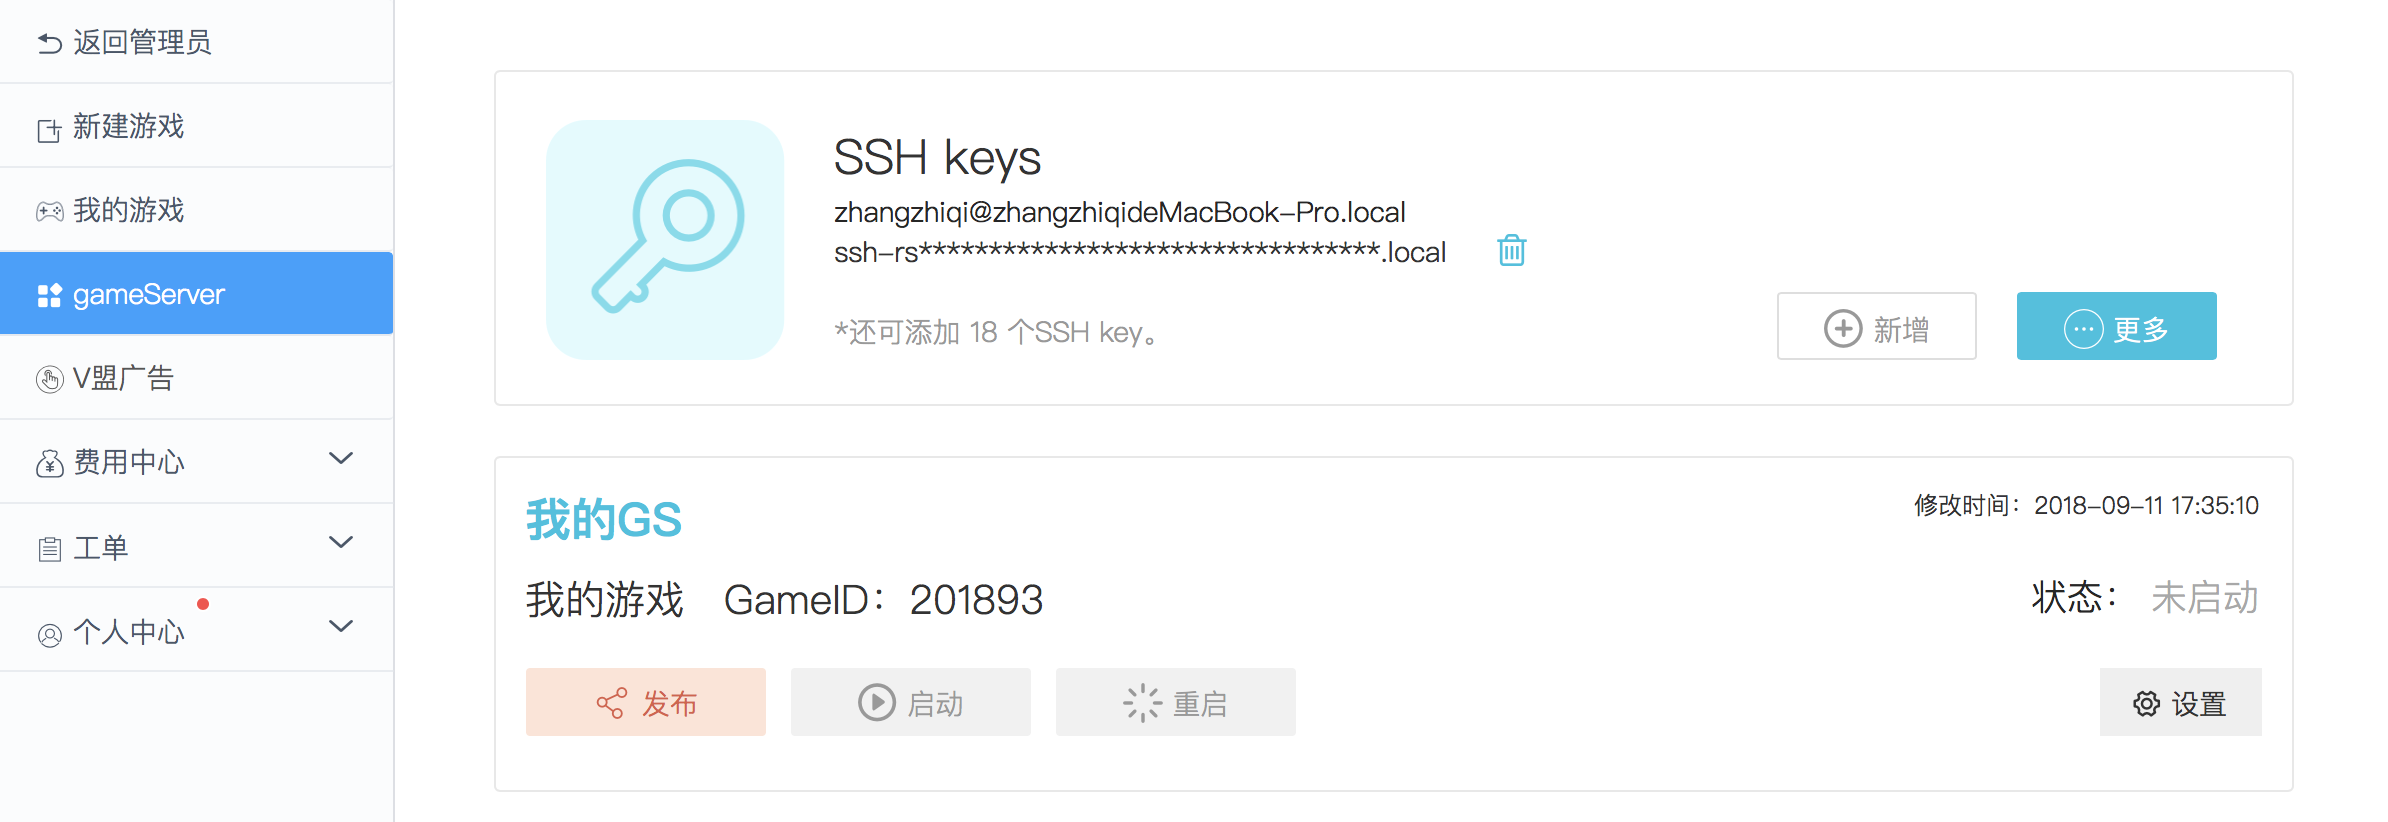 返回管理员
新建游戏
我的游戏
gameServer
V盟广告
费用中心
工单
个人中心
SSH keys
zhangzhiqi@zhangzhiqideMacBook-Pro.local
ssh-rs*********************************.local
*还可添加 18 个SSH key。
新增
更多
我的GS
修改时间：2018-09-11 17:35:10
我的游戏 GameID：201893
状态： 未启动
发布
启动
重启
设置